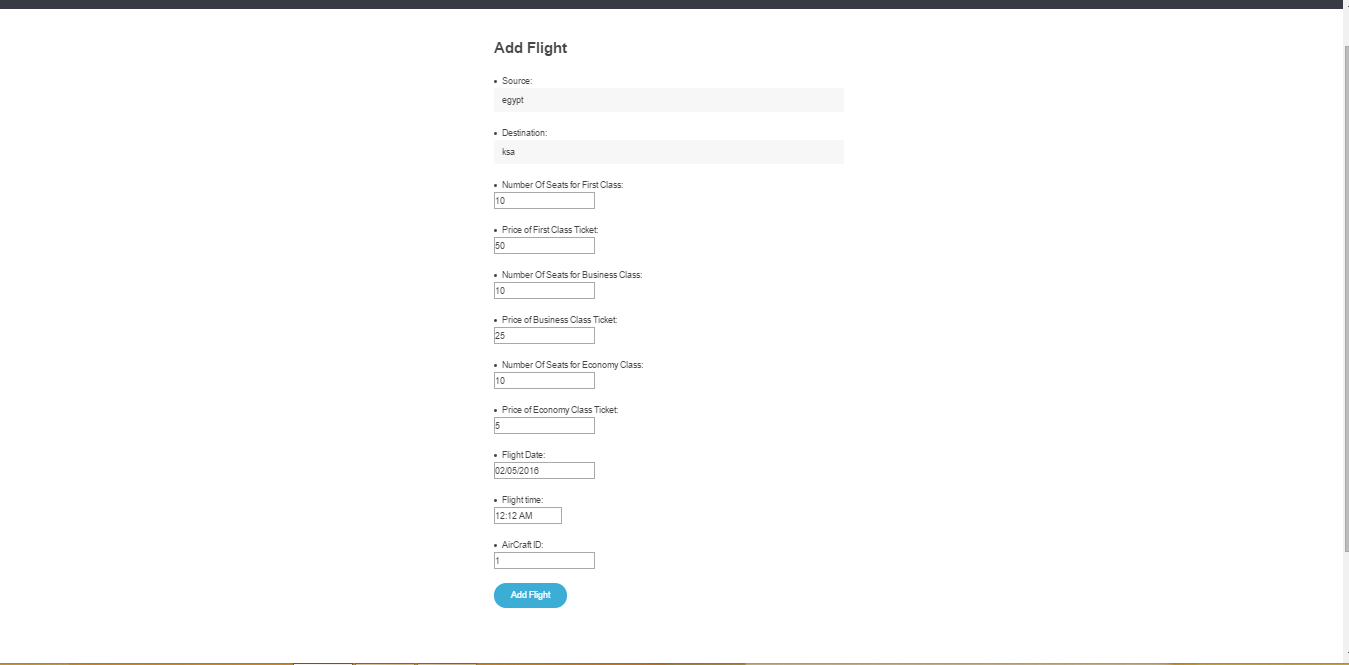 Add Flight
• Source:
egypt
• Destination:
ksa
• Number Of Seats for First Class:
10
• Price of First Class Ticket:
50
• Number Of Seats for Business Class:
10
• Price of Business Class Ticket:
25
• Number Of Seats for Economy Class:
10
• Price of Economy Class Ticket:
5
• Flight Date:
02/05/2016
• Flight time:
12:12 AM
• AirCraft ID:
1
Add Flight